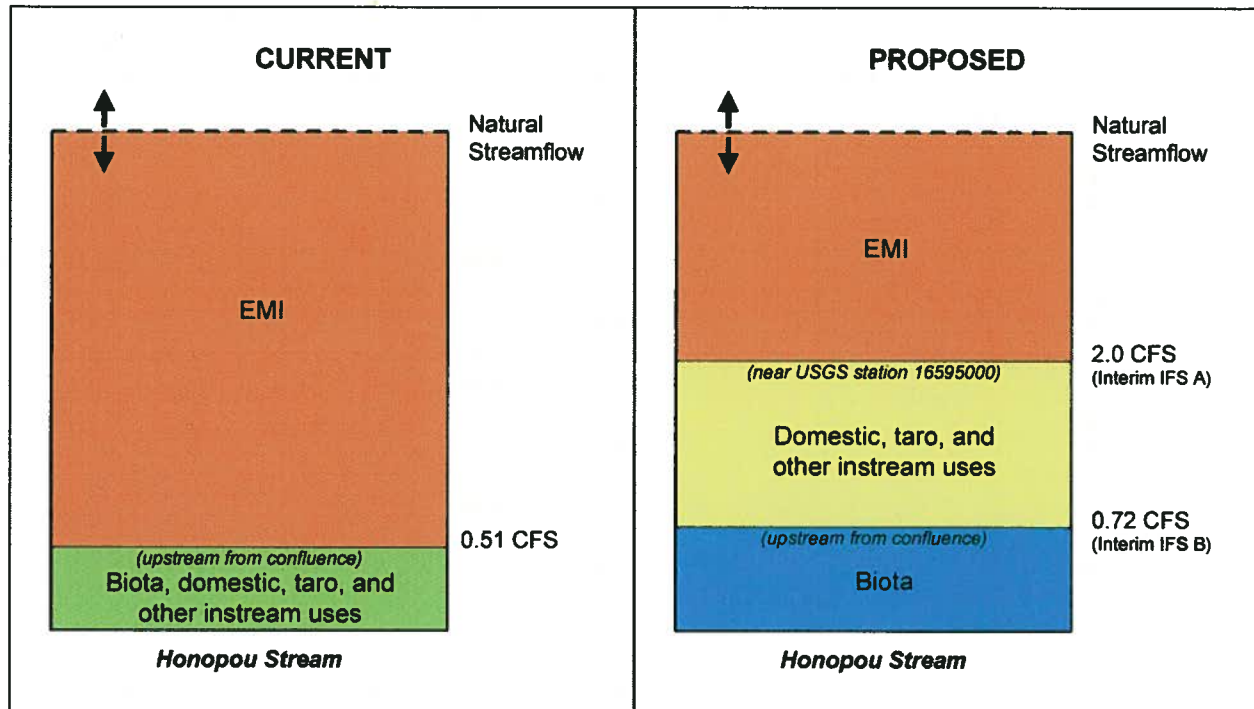 CURRENT
Natural
Streamflow
EMI
0.51 CFS
(upstream from confluence)
Biota, domestic, taro, and
other instream uses
Honopou Stream
PROPOSED
Natural
Streamflow
EMI
2.0 CFS
(Interim IFS A)
(near USGS station 16595000)
Domestic, taro, and
other instream uses
0.72 CFS
(Interim IFS B)
(upstream from confluence)
Biota
Honopou Stream